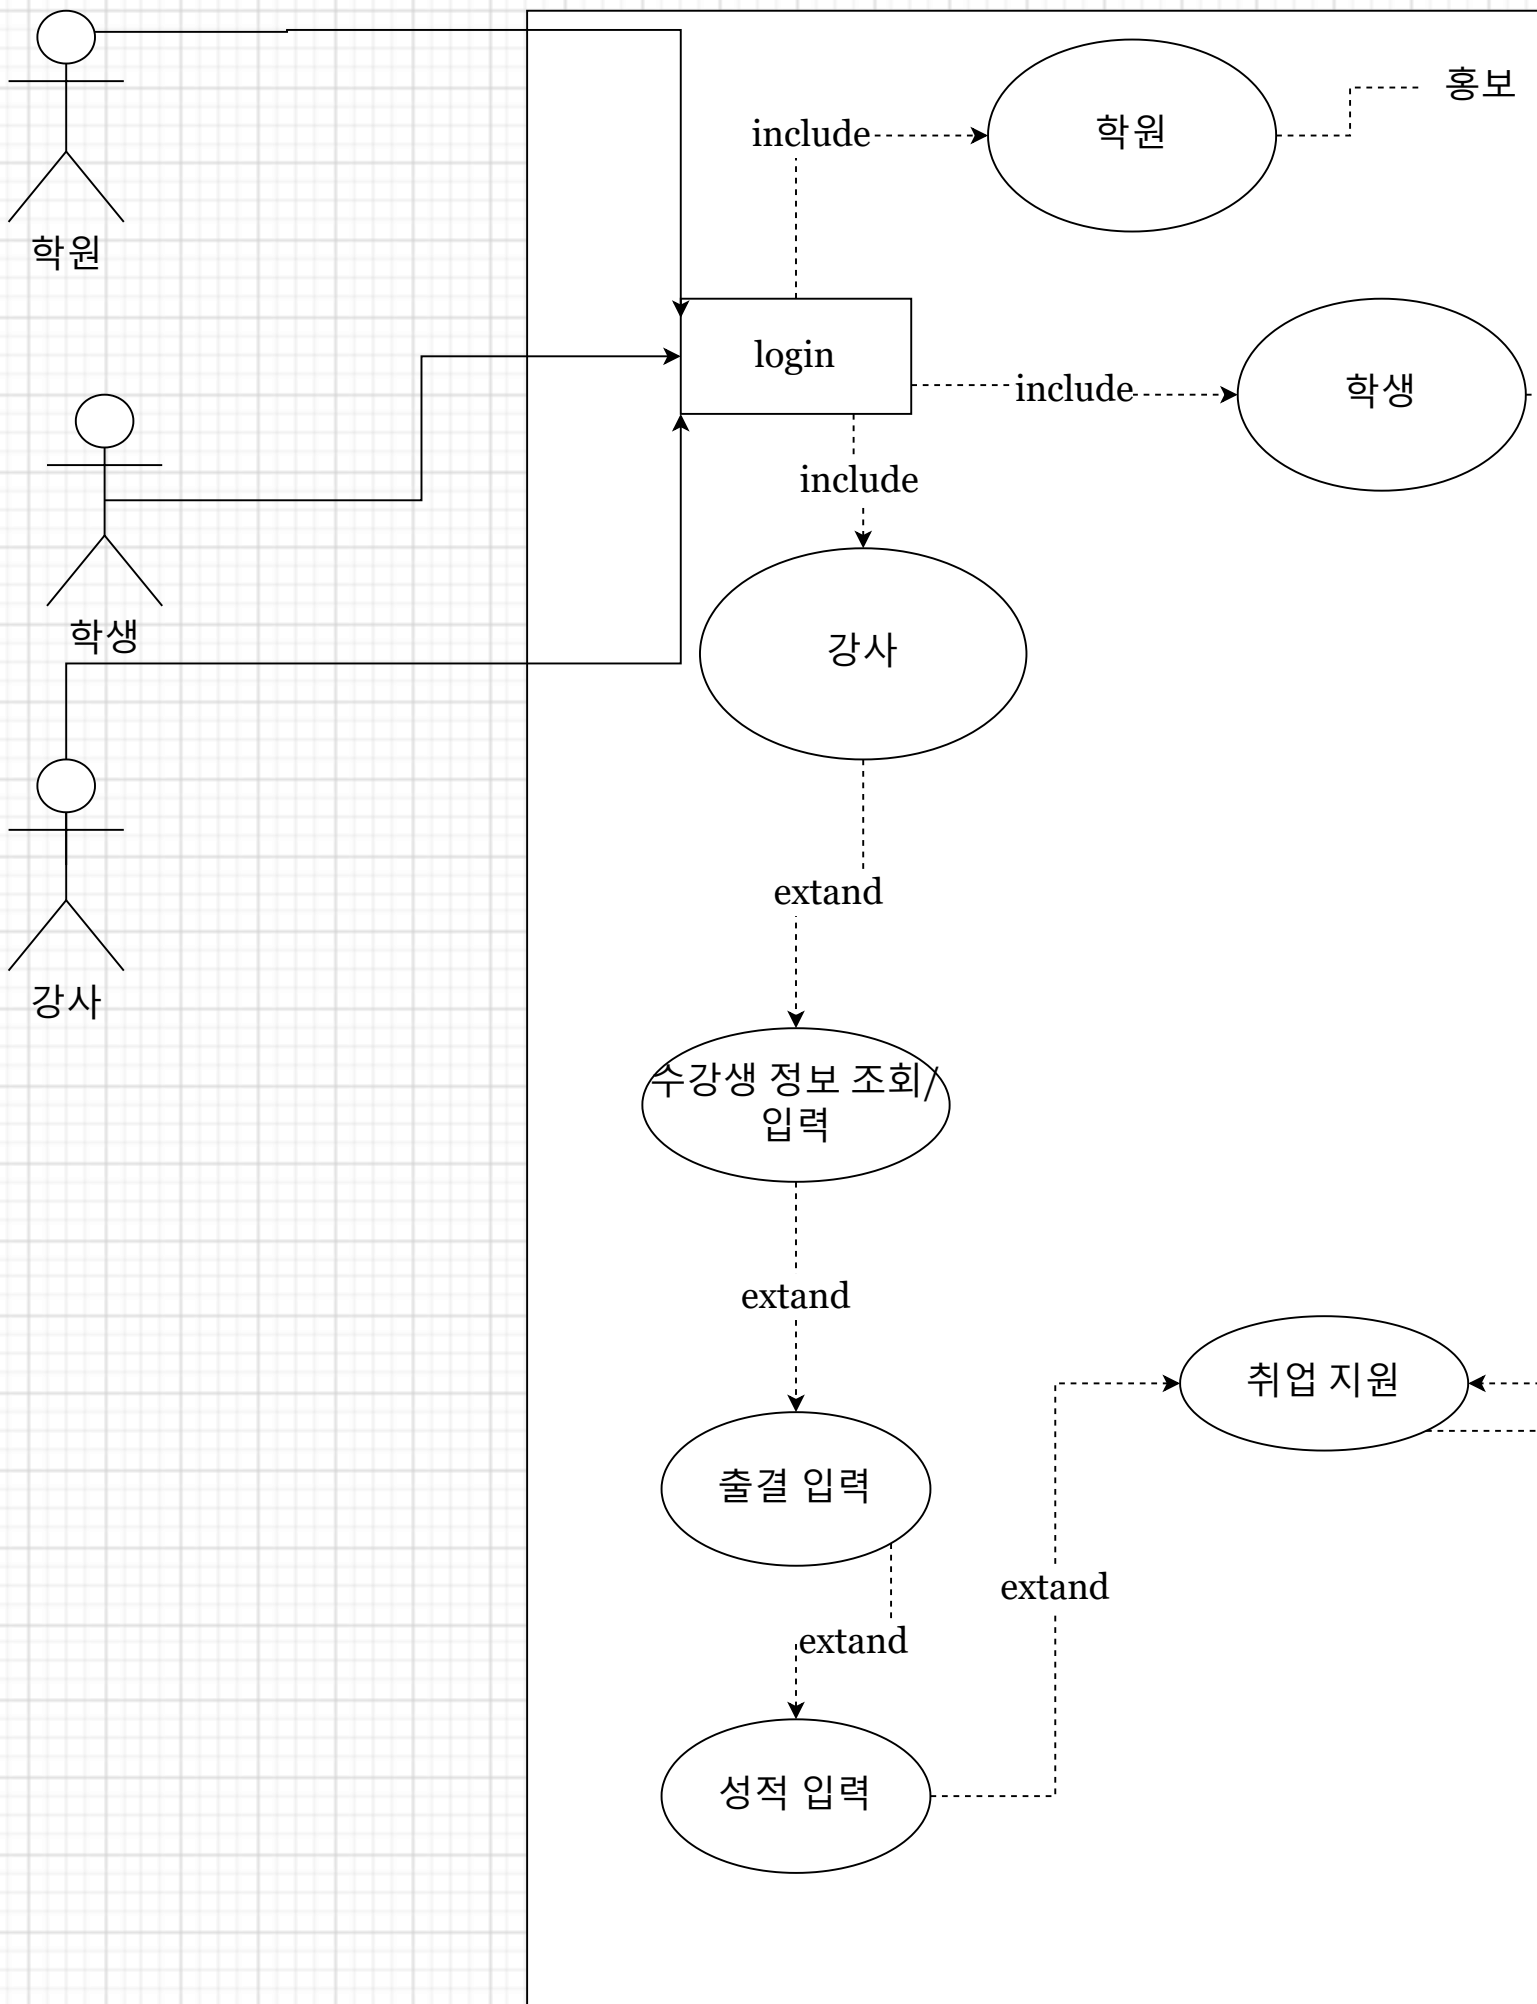 홍보
include
학원
학원
login
include
학생
include
학생
강사
extand
강사
수강생 정보 조회/
입력
extand
취업 지원
출결 입력
extand
extand
성적 입력